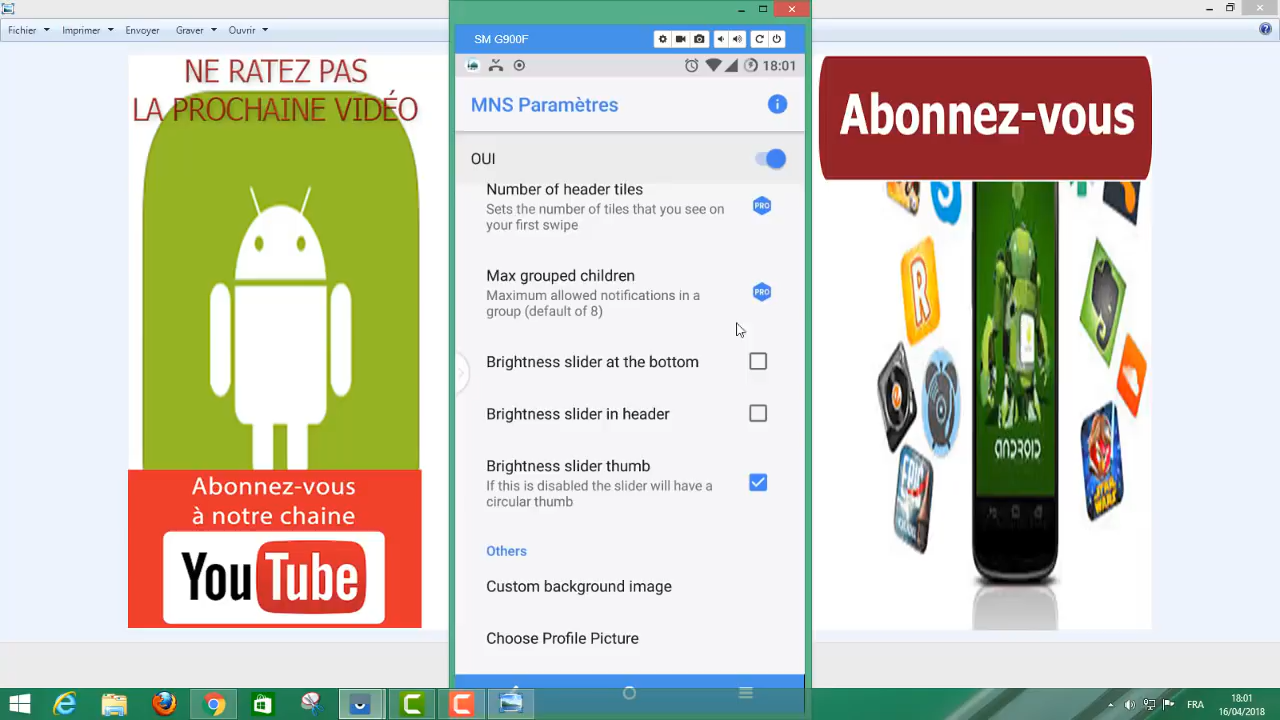 Fichier
Imprimer
Envoyer
Graver
Ouvrir
NE RATEZ PAS
LA PROCHAINE VIDÉO
Abonnez-vous
à notre chaine
YouTube
SM G900F
18:01
MNS Paramètres
OUI
Number of header tiles
Sets the number of tiles that you see on
your first swipe
PRO
Max grouped children
Maximum allowed notifications in a
group (default of 8)
PRO
Brightness slider at the bottom
Brightness slider in header
Brightness slider thumb
If this is disabled the slider will have a
circular thumb
Others
Custom background image
Choose Profile Picture
Abonnez-vous
ANDROID
FRA
18:01
16/04/2018